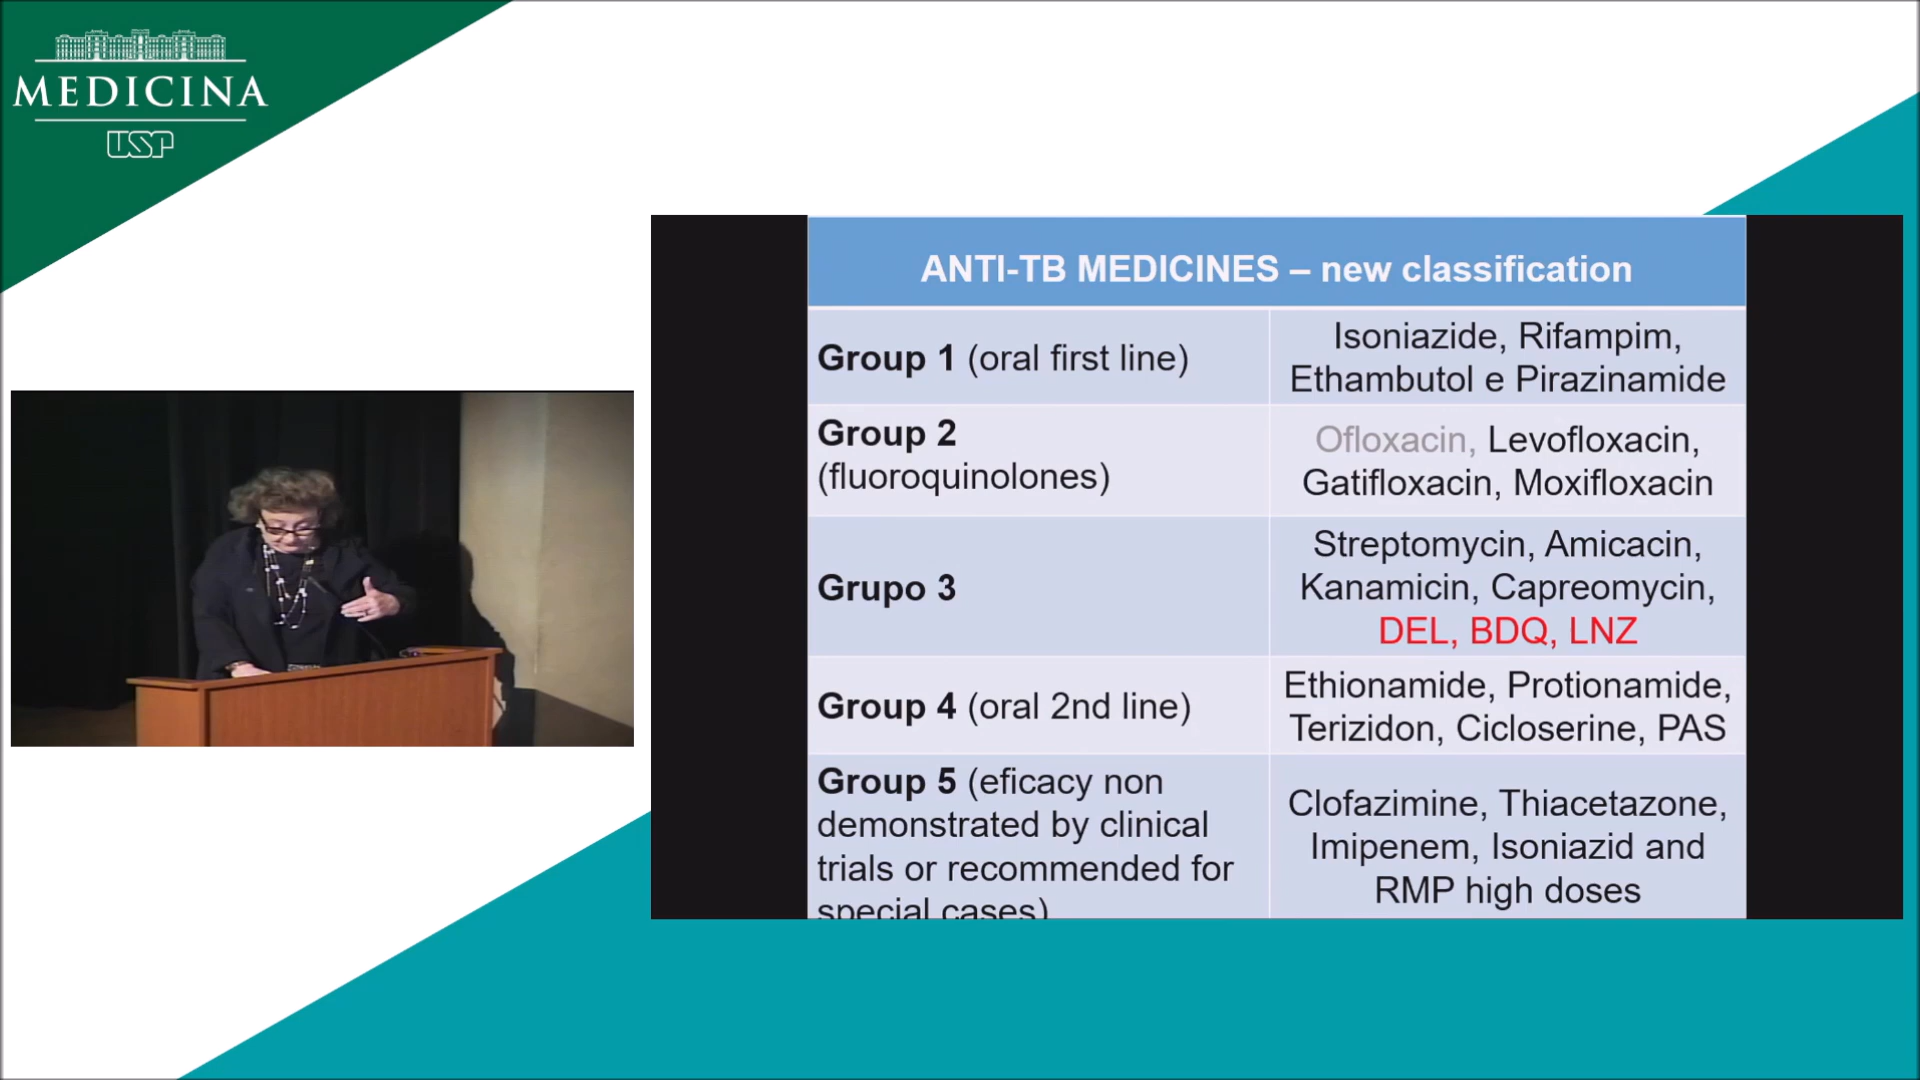 MEDICINA
USP
ANTI-TB MEDICINES – new classification
Group 1 (oral first line)
Isoniazide, Rifampim,
Ethambutol e Pirazinamide
Group 2
(fluoroquinolones)
Ofloxacin, Levofloxacin,
Gatifloxacin, Moxifloxacin
Grupo 3
Streptomycin, Amicacin,
Kanamicin, Capreomycin,
DEL, BDQ, LNZ
Group 4 (oral 2nd line)
Ethionamide, Protionamide,
Terizidon, Cicloserine, PAS
Group 5 (eficacy non
demonstrated by clinical
trials or recommended for
special cases)
Clofazimine, Thiacetazone,
Imipenem, Isoniazid and
RMP high doses